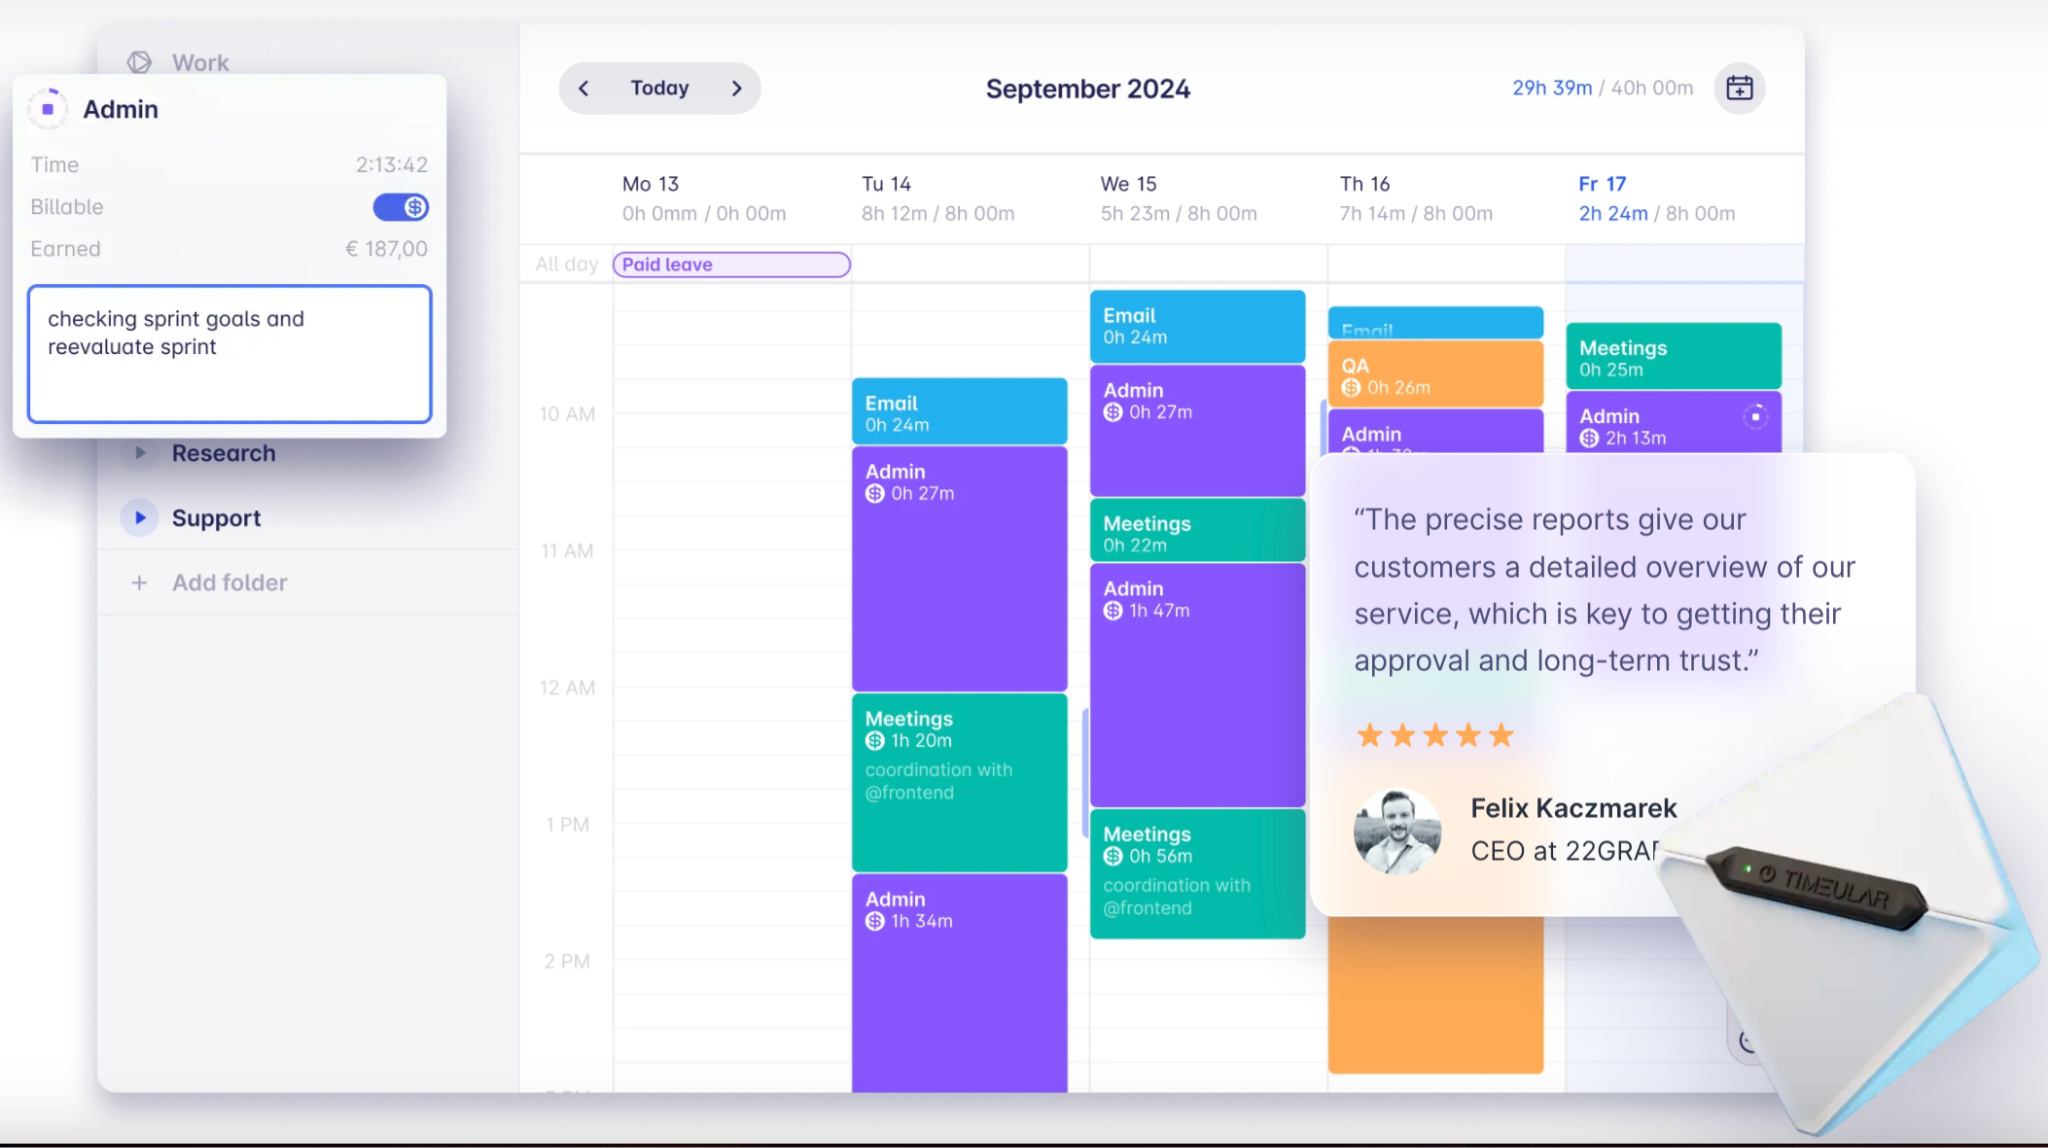 Work
Admin
Time 2:13:42
Billable
Earned € 187,00
checking sprint goals and
reevaluate sprint
Research
Support
+ Add folder
Today
September 2024
29h 39m / 40h 00m
Mo 13
0h 0mm / 0h 00m
Tu 14
8h 12m / 8h 00m
We 15
5h 23m / 8h 00m
Th 16
7h 14m / 8h 00m
Fr 17
2h 24m / 8h 00m
All day
Paid leave
10 AM
11 AM
12 AM
1 PM
2 PM
Email
0h 24m
Admin
0h 27m
Meetings
1h 20m
coordination with
@frontend
Admin
1h 34m
Email
0h 24m
Admin
0h 27m
Meetings
0h 22m
Admin
1h 47m
Meetings
0h 56m
coordination with
@frontend
Email
QA
0h 26m
Admin
Meetings
0h 25m
Admin
2h 13m
“The precise reports give our
customers a detailed overview of our
service, which is key to getting their
approval and long-term trust.”
Felix Kaczmarek
CEO at
TIMEULAR